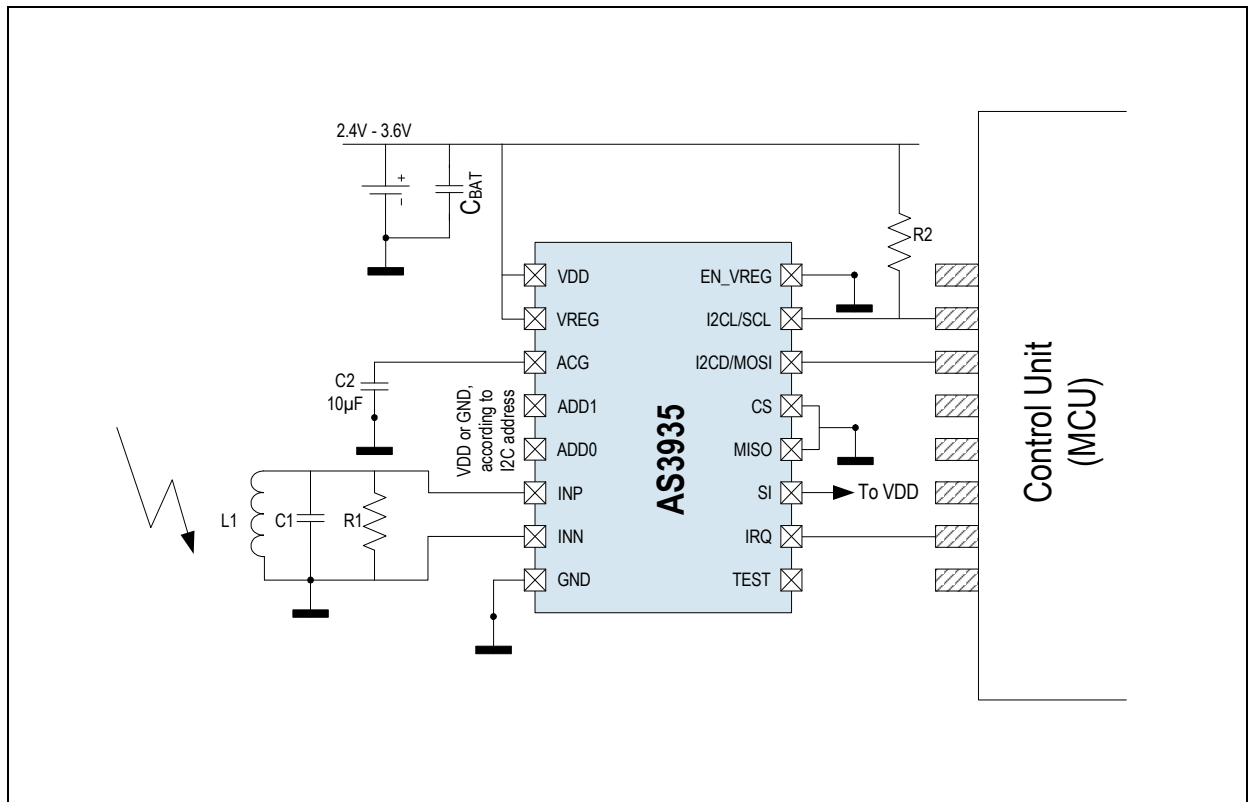 2.4V - 3.6V
+
-
CBAT
R2
VDD
VREG
ACG
ADD1
ADD0
INP
INN
GND
EN_VREG
I2CL/SCL
I2CD/MOSI
CS
MISO
SI
IRQ
TEST
AS3935
C2
10µF
VDD or GND,
according to
I2C address
L1
C1
R1
To VDD
Control Unit
(MCU)